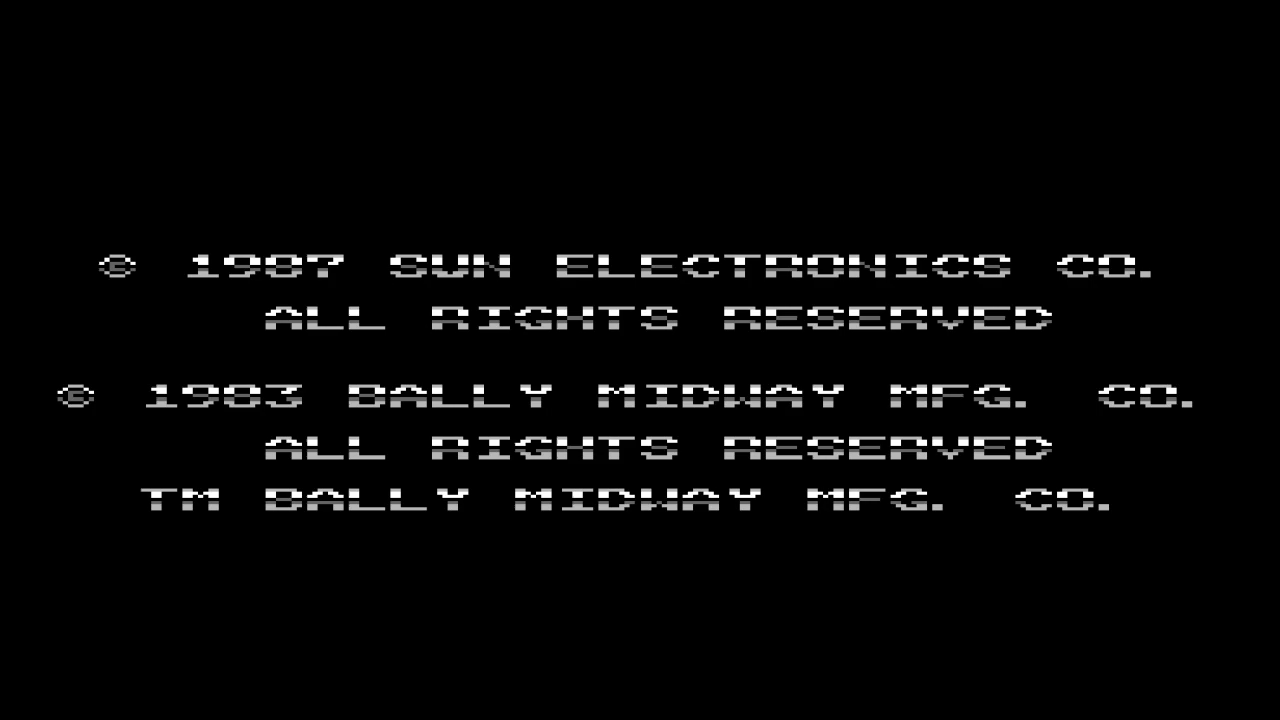 © 1987 SUN ELECTRONICS CO.
ALL RIGHTS RESERVED
© 1983 BALLY MIDWAY MFG. CO.
ALL RIGHTS RESERVED
TM BALLY MIDWAY MFG. CO.